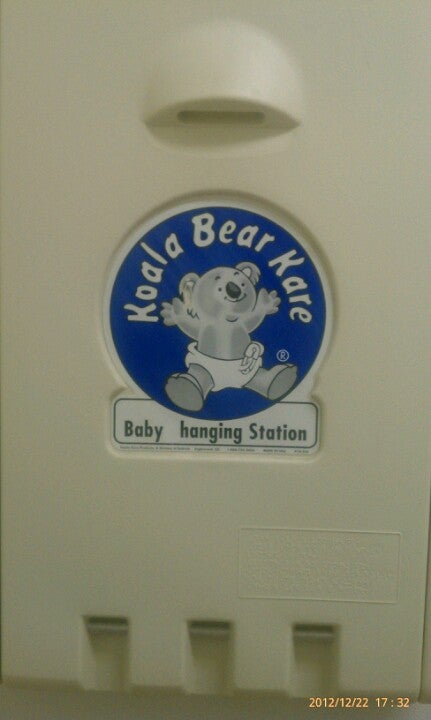 Koala Bear Kare
®
Baby hanging Station
2012/12/22 17:32